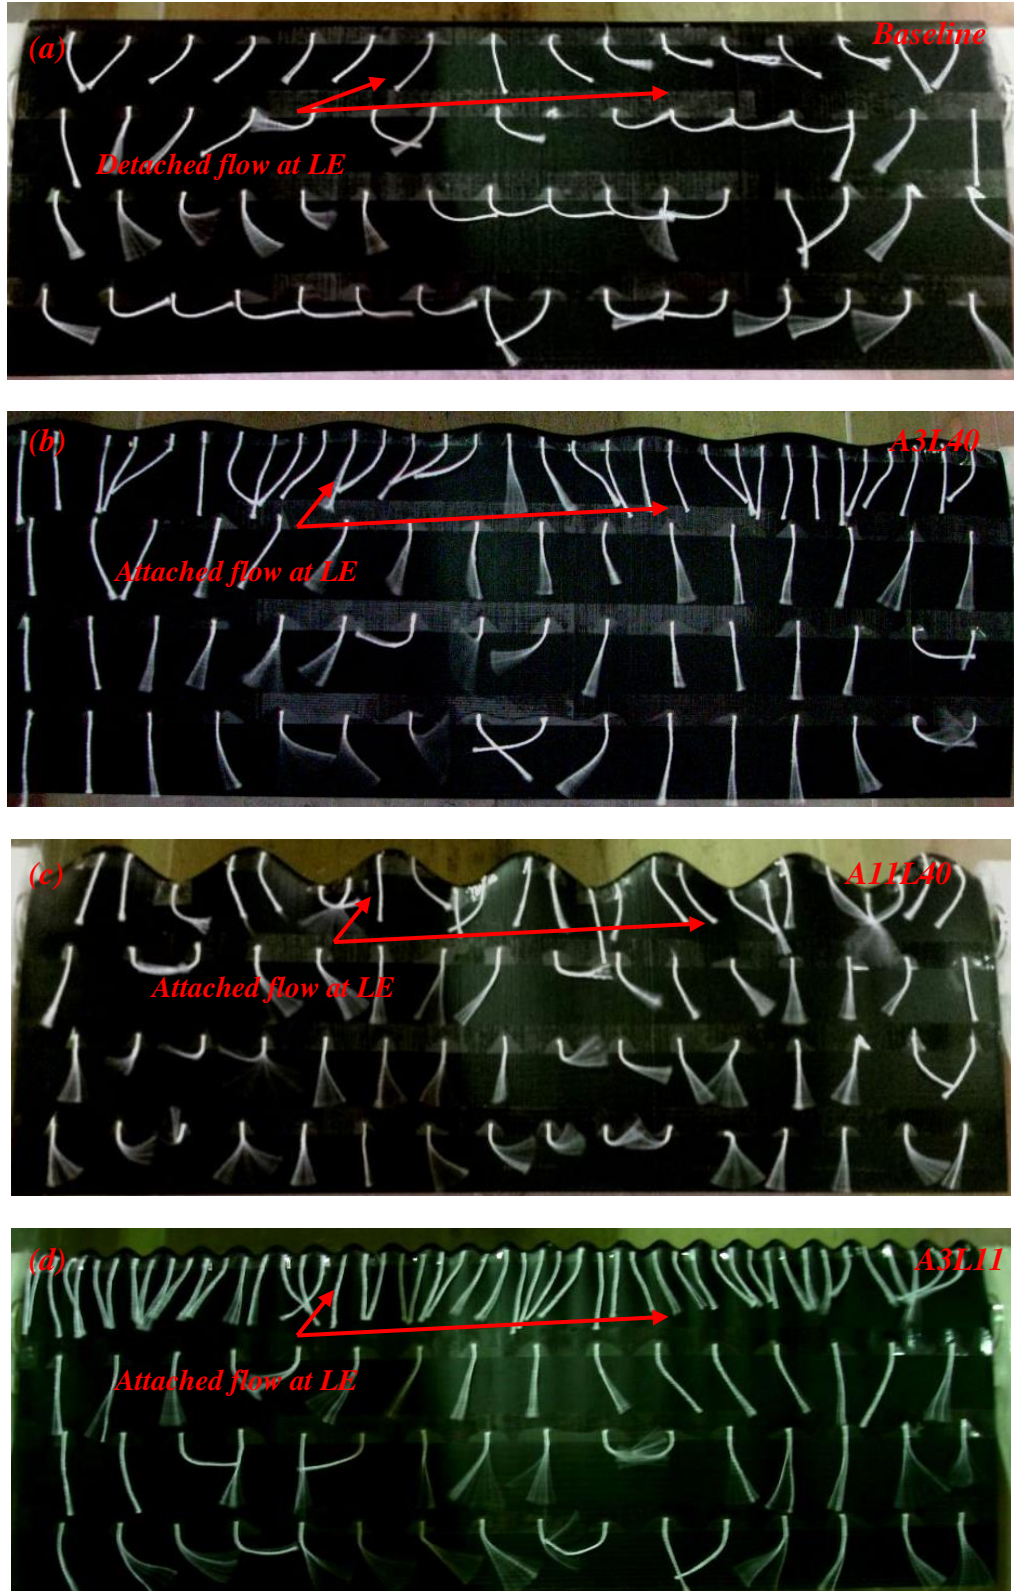 (a)
Baseline
Detached flow at LE
(b)
A3L40
Attached flow at LE
(c)
A11L40
Attached flow at LE
(d)
A3L11
Attached flow at LE